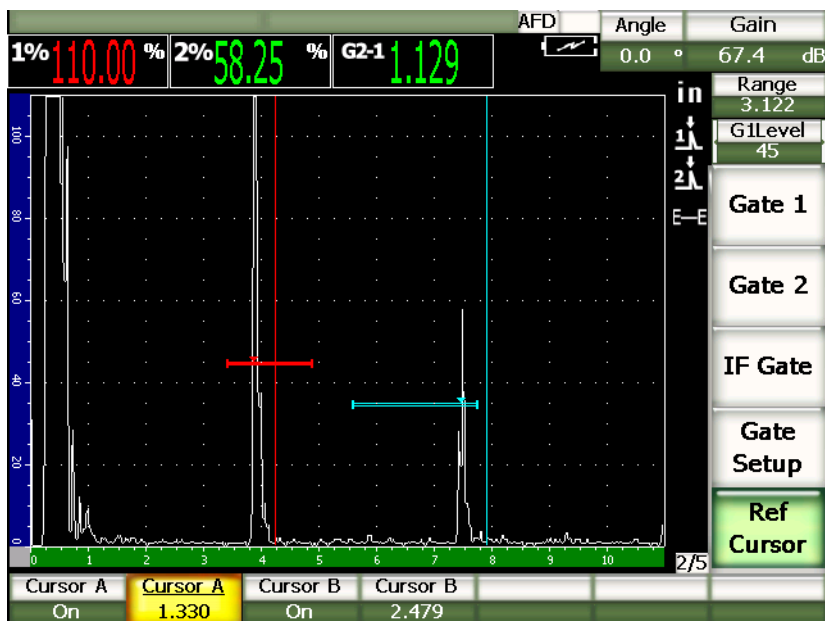 AFD Angle Gain
1% 110.00 % 2% 58.25 % G2-1 1.129 0.0 ° 67.4 dB
in Range
3.122
1 G1Level
45
2
E—E
Gate 1
Gate 2
IF Gate
Gate
Setup
Ref
Cursor
100
80
60
40
20
0
0 1 2 3 4 5 6 7 8 9 10 2/5
Cursor A Cursor A Cursor B Cursor B
On 1.330 On 2.479